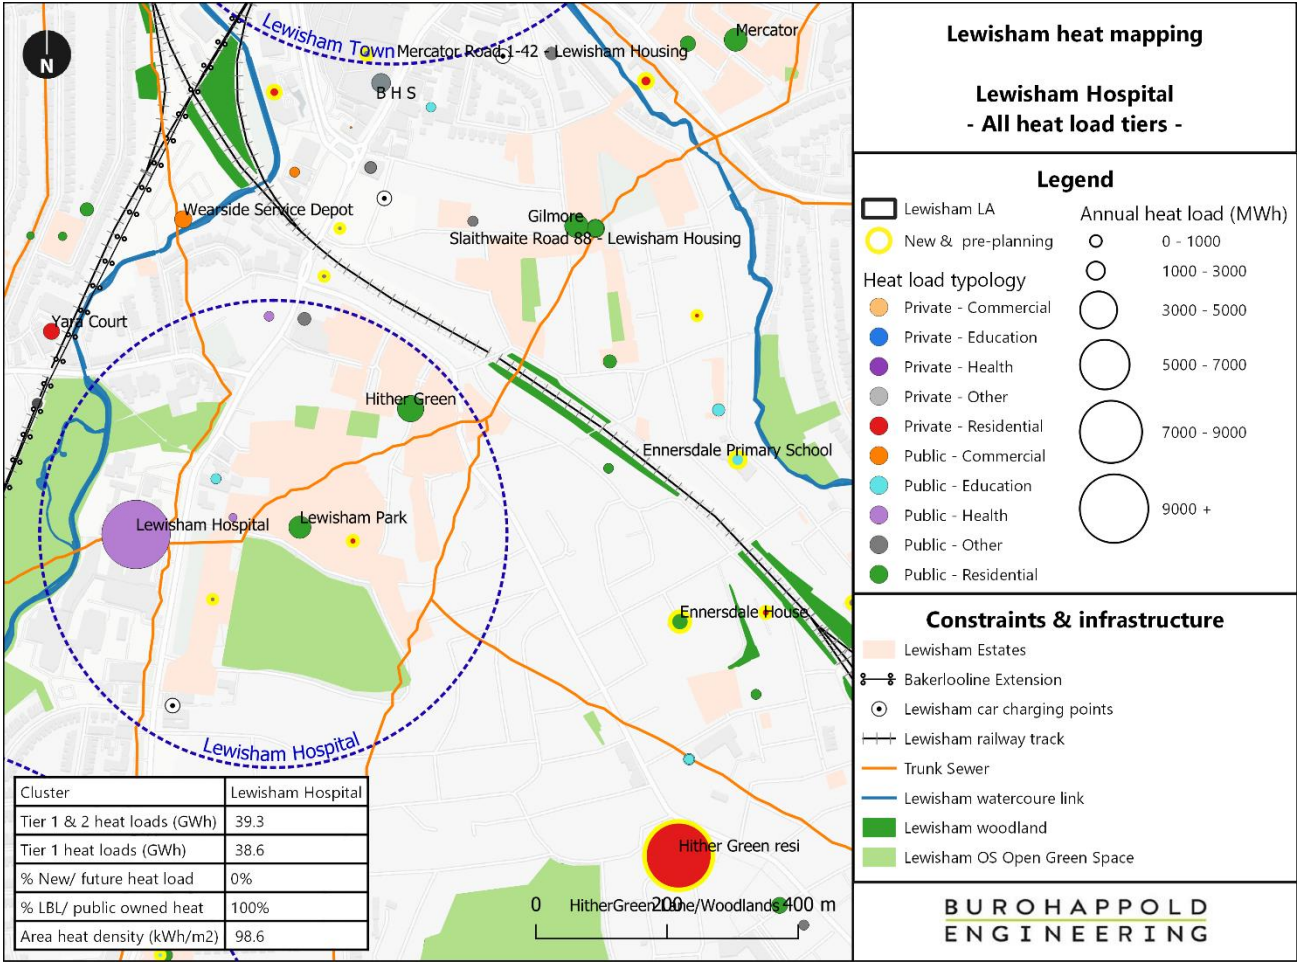 N
Lewisham Town
Mercator Road 1-42 - Lewisham Housing
Mercator
B H S
Wearside Service Depot
Gilmore
Slaithwaite Road 88 - Lewisham Housing
Yara Court
Hither Green
Ennersdale Primary School
Lewisham Hospital
Lewisham Park
Ennersdale House
Lewisham Hospital
Hither Green resi
HitherGreen Lane/Woodlands
0 200 400 m
Cluster Lewisham Hospital
Tier 1 & 2 heat loads (GWh) 39.3
Tier 1 heat loads (GWh) 38.6
% New/ future heat load 0%
% LBL/ public owned heat 100%
Area heat density (kWh/m2) 98.6
Lewisham heat mapping
Lewisham Hospital
- All heat load tiers -
Legend
Lewisham LA
New & pre-planning
Heat load typology
Private - Commercial
Private - Education
Private - Health
Private - Other
Private - Residential
Public - Commercial
Public - Education
Public - Health
Public - Other
Public - Residential
Annual heat load (MWh)
0 - 1000
1000 - 3000
3000 - 5000
5000 - 7000
7000 - 9000
9000 +
Constraints & infrastructure
Lewisham Estates
Bakerlooline Extension
Lewisham car charging points
Lewisham railway track
Trunk Sewer
Lewisham watercoure link
Lewisham woodland
Lewisham OS Open Green Space
BUROHAPPOLD
ENGINEERING